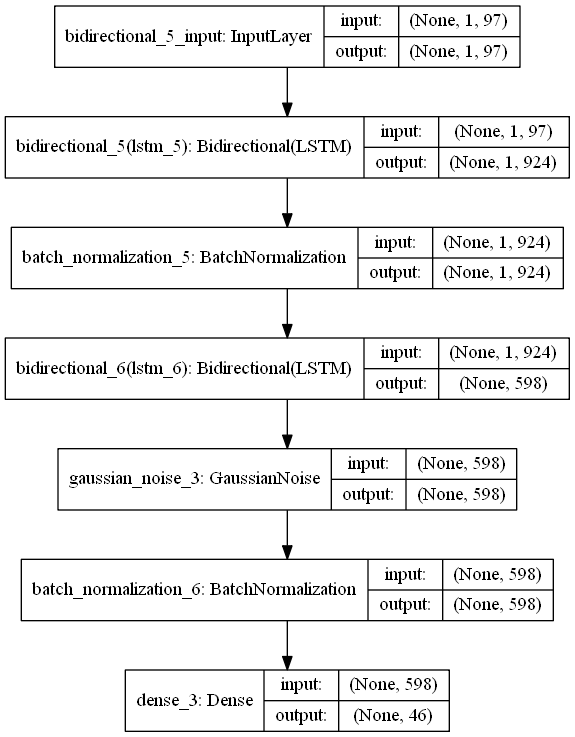 bidirectional_5_input: InputLayer
input: (None, 1, 97)
output: (None, 1, 97)
bidirectional_5(lstm_5): Bidirectional(LSTM)
input: (None, 1, 97)
output: (None, 1, 924)
batch_normalization_5: BatchNormalization
input: (None, 1, 924)
output: (None, 1, 924)
bidirectional_6(lstm_6): Bidirectional(LSTM)
input: (None, 1, 924)
output: (None, 598)
gaussian_noise_3: GaussianNoise
input: (None, 598)
output: (None, 598)
batch_normalization_6: BatchNormalization
input: (None, 598)
output: (None, 598)
dense_3: Dense
input: (None, 598)
output: (None, 46)